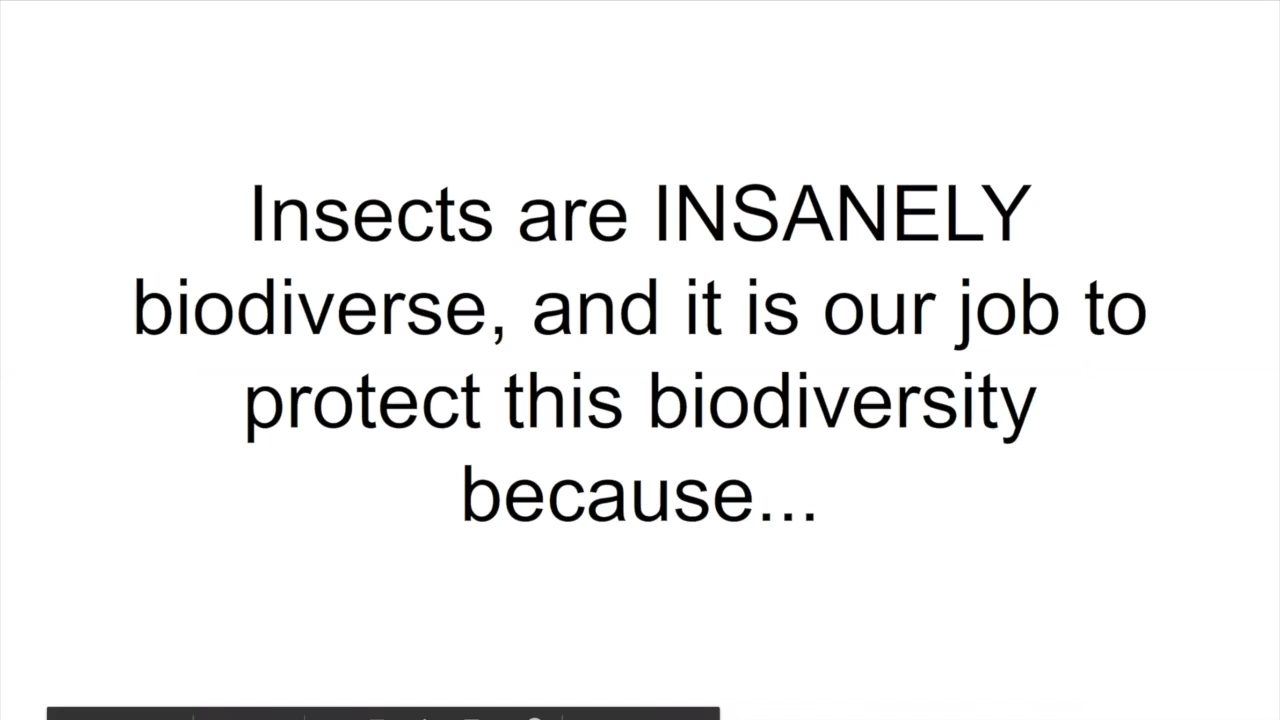 Insects are INSANELY
biodiverse, and it is our job to
protect this biodiversity
because...